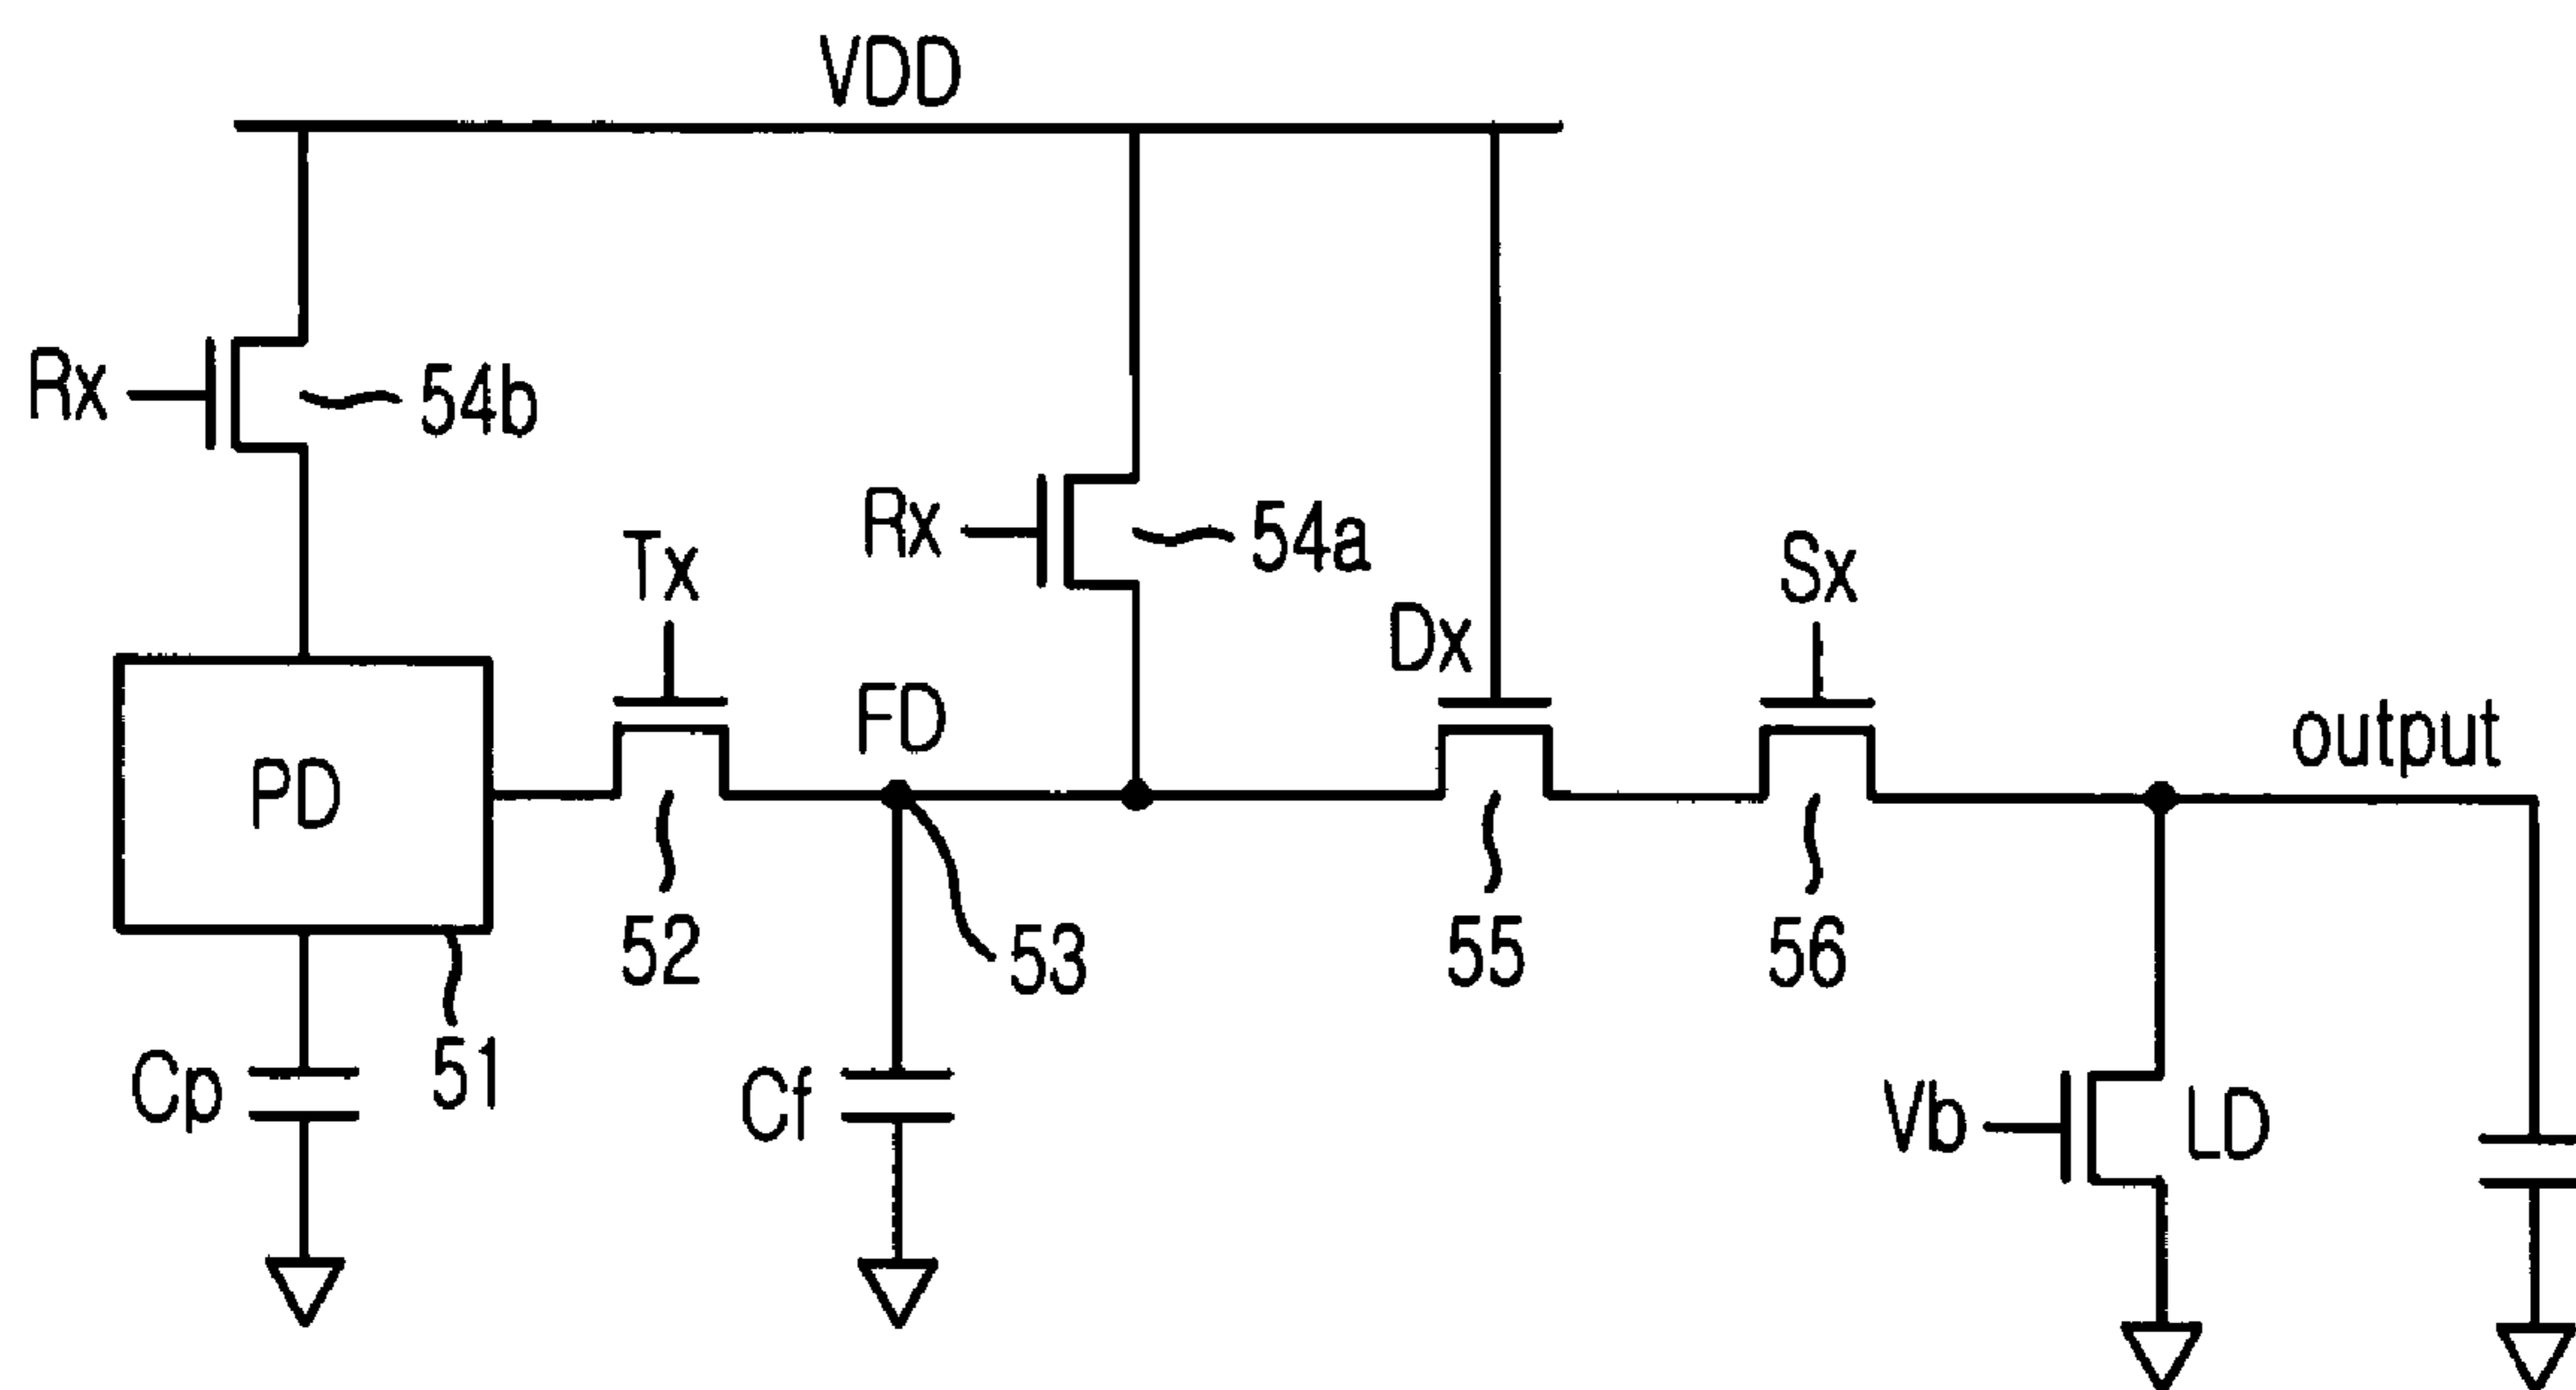 VDD
Rx
54b
Rx
54a
Tx
Sx
Dx
FD
output
PD
52
53
55
56
51
Cp
Cf
Vb
LD